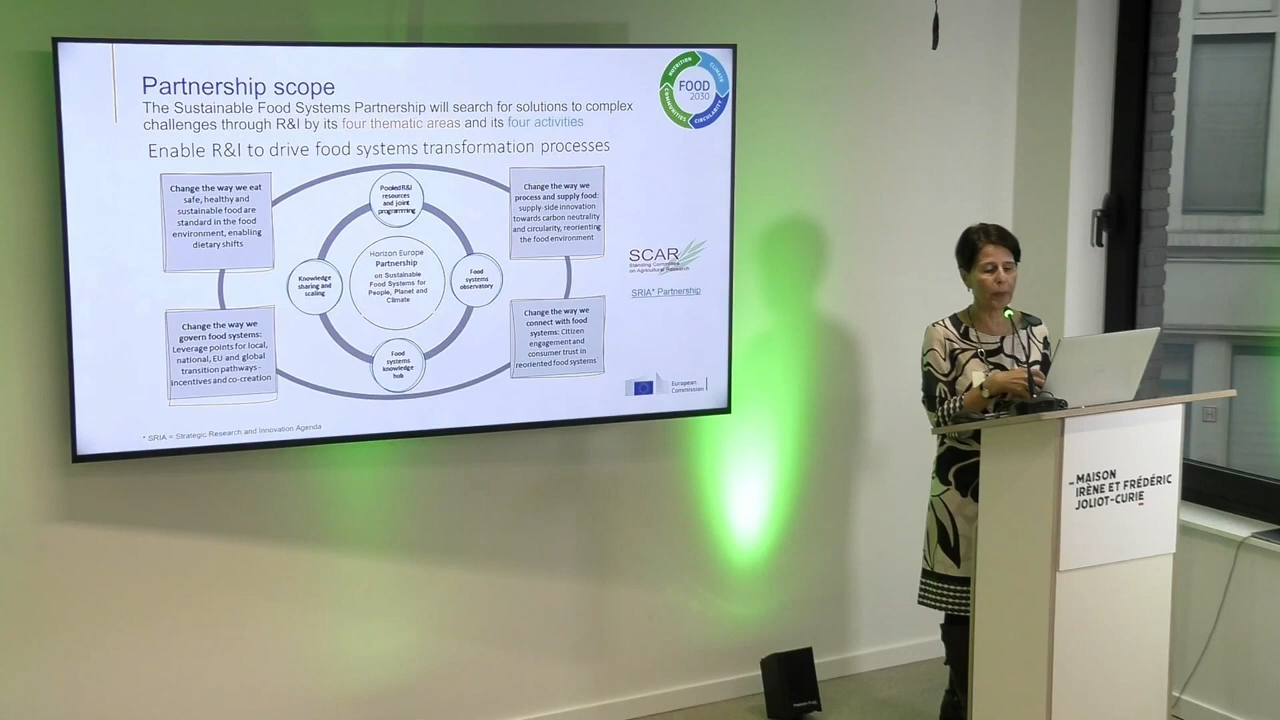 Partnership scope
The Sustainable Food Systems Partnership will search for solutions to complex
challenges through R&I by its four thematic areas and its four activities
Enable R&I to drive food systems transformation processes
NUTRITION
CLIMATE
CIRCULARITY
COMMUNITIES
FOOD
2030
Change the way we eat
safe, healthy and
sustainable food are
standard in the food
environment, enabling
dietary shifts
Pooled R&I
resources
and joint
programming
Change the way we
process and supply food:
supply-side innovation
towards carbon neutrality
and circularity, reorienting
the food environment
Knowledge
sharing and
scaling
Horizon Europe
Partnership
on Sustainable
Food Systems for
People, Planet and
Climate
Food
systems
observatory
SCAR
Standing Committee
on Agricultural Research
SRIA* Partnership
Change the way we
govern food systems:
Leverage points for local,
national, EU and global
transition pathways -
incentives and co-creation
Food
systems
knowledge
hub
Change the way we
connect with food
systems: Citizen
engagement and
consumer trust in
reoriented food systems
European
Commission
* SRIA = Strategic Research and Innovation Agenda
MAISON
IRÈNE ET FRÉDÉRIC
JOLIOT-CURIE